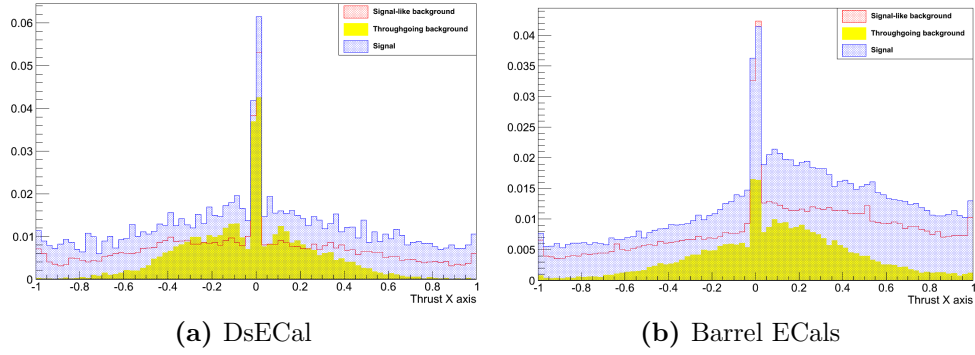 0.06
0.05
0.04
0.03
0.02
0.01
0
-1 -0.8 -0.6 -0.4 -0.2 0 0.2 0.4 0.6 0.8 1
Thrust X axis
Signal-like background
Throughgoing background
Signal
(a) DsECal
0.04
0.035
0.03
0.025
0.02
0.015
0.01
0.005
0
-1 -0.8 -0.6 -0.4 -0.2 0 0.2 0.4 0.6 0.8 1
Thrust X axis
Signal-like background
Throughgoing background
Signal
(b) Barrel ECals